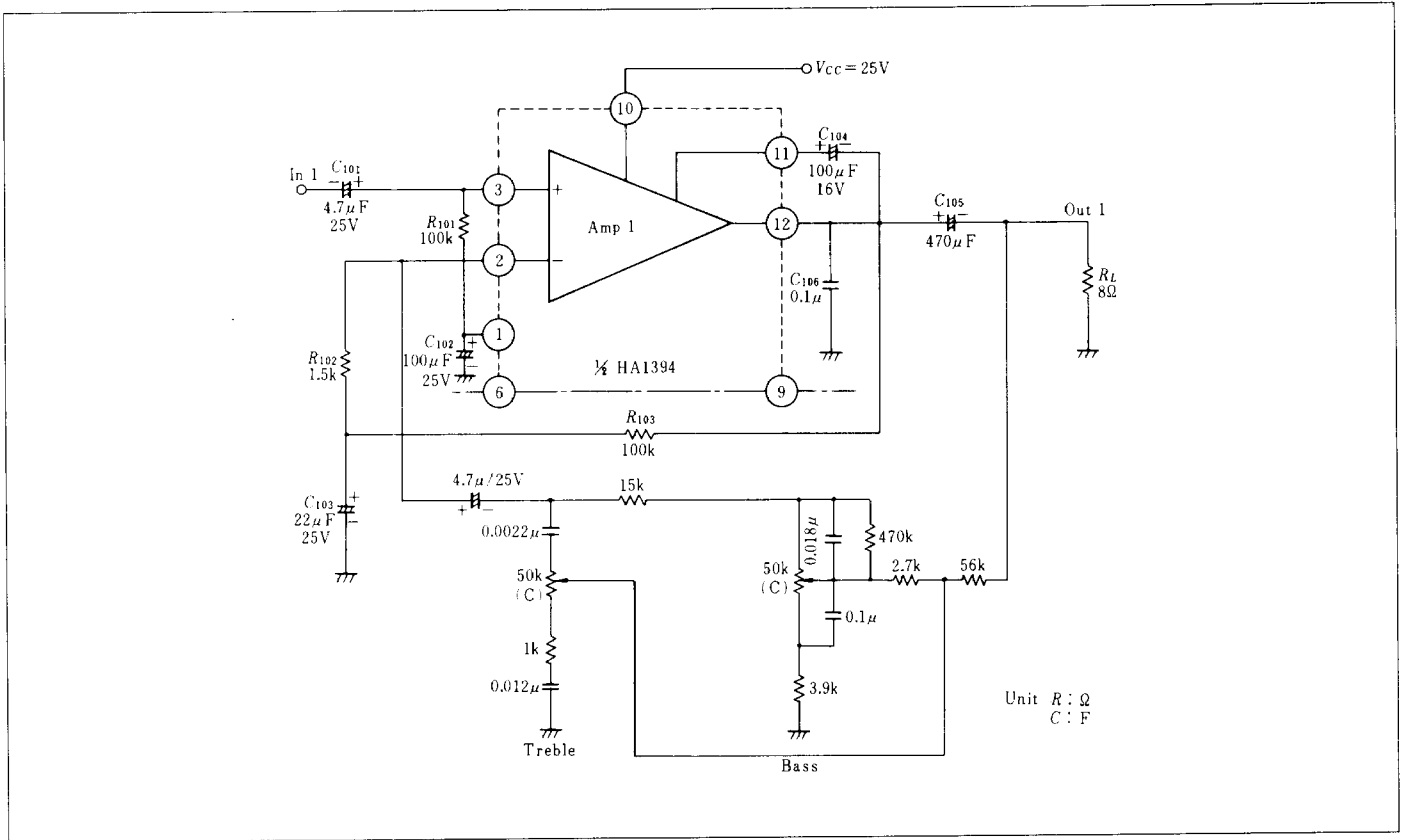 VCC = 25V
10
In 1
C101
- +
4.7μF
25V
3
+
R101
100k
Amp 1
11
C104
+ -
100μF
16V
12
C105
+ -
470μF
Out 1
RL
8Ω
2
−
C106
0.1μ
1
C102
+
-
100μF
25V
½ HA1394
6
9
R102
1.5k
R103
100k
C103
+
-
22μF
25V
4.7μ/25V
+ -
15k
0.0022μ
0.018μ
470k
50k
(C)
50k
(C)
2.7k
56k
0.1μ
1k
0.012μ
3.9k
Treble
Bass
Unit R : Ω
C : F